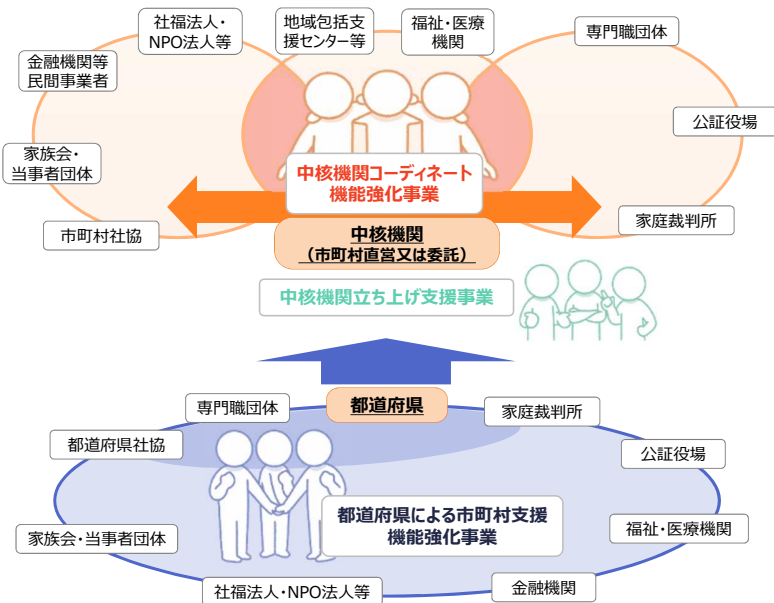 社福法人・
NPO法人等
地域包括支
援センター等
福祉・医療
機関
専門職団体
金融機関等
民間事業者
公証役場
家族会・
当事者団体
中核機関コーディネート
機能強化事業
市町村社協
家庭裁判所
中核機関
（市町村直営又は委託）
中核機関立ち上げ支援事業
専門職団体
都道府県
家庭裁判所
都道府県社協
公証役場
都道府県による市町村支援
機能強化事業
福祉・医療機関
家族会・当事者団体
社福法人・NPO法人等
金融機関